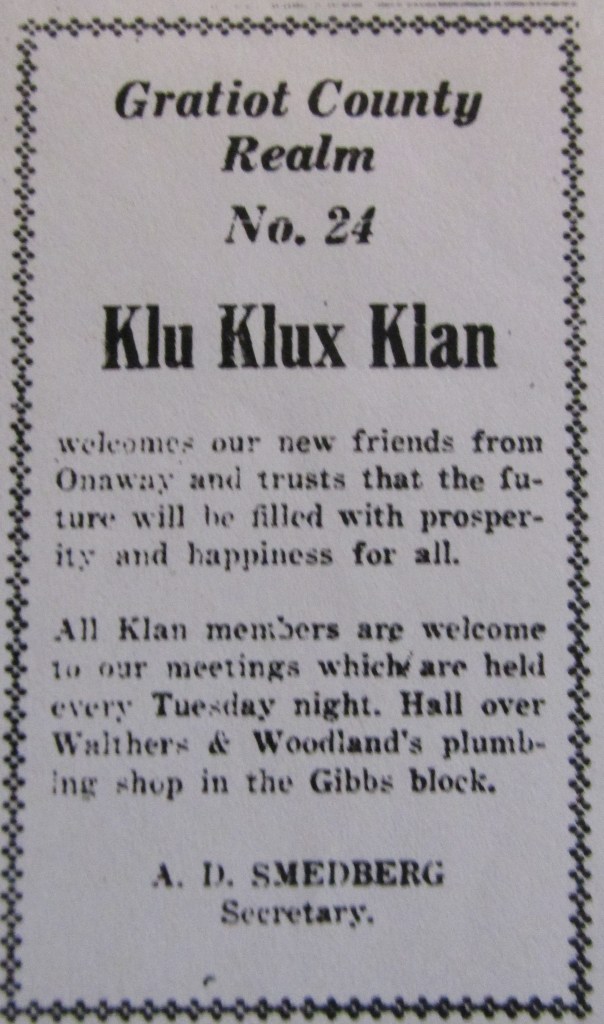 Gratiot County
Realm
No. 24
Klu Klux Klan
welcomes our new friends from
Onaway and trusts that the fu-
ture will be filled with prosper-
ity and happiness for all.
All Klan members are welcome
to our meetings which are held
every Tuesday night. Hall over
Walthers & Woodland's plumb-
ing shop in the Gibbs block.
A. D. SMEDBERG
Secretary.